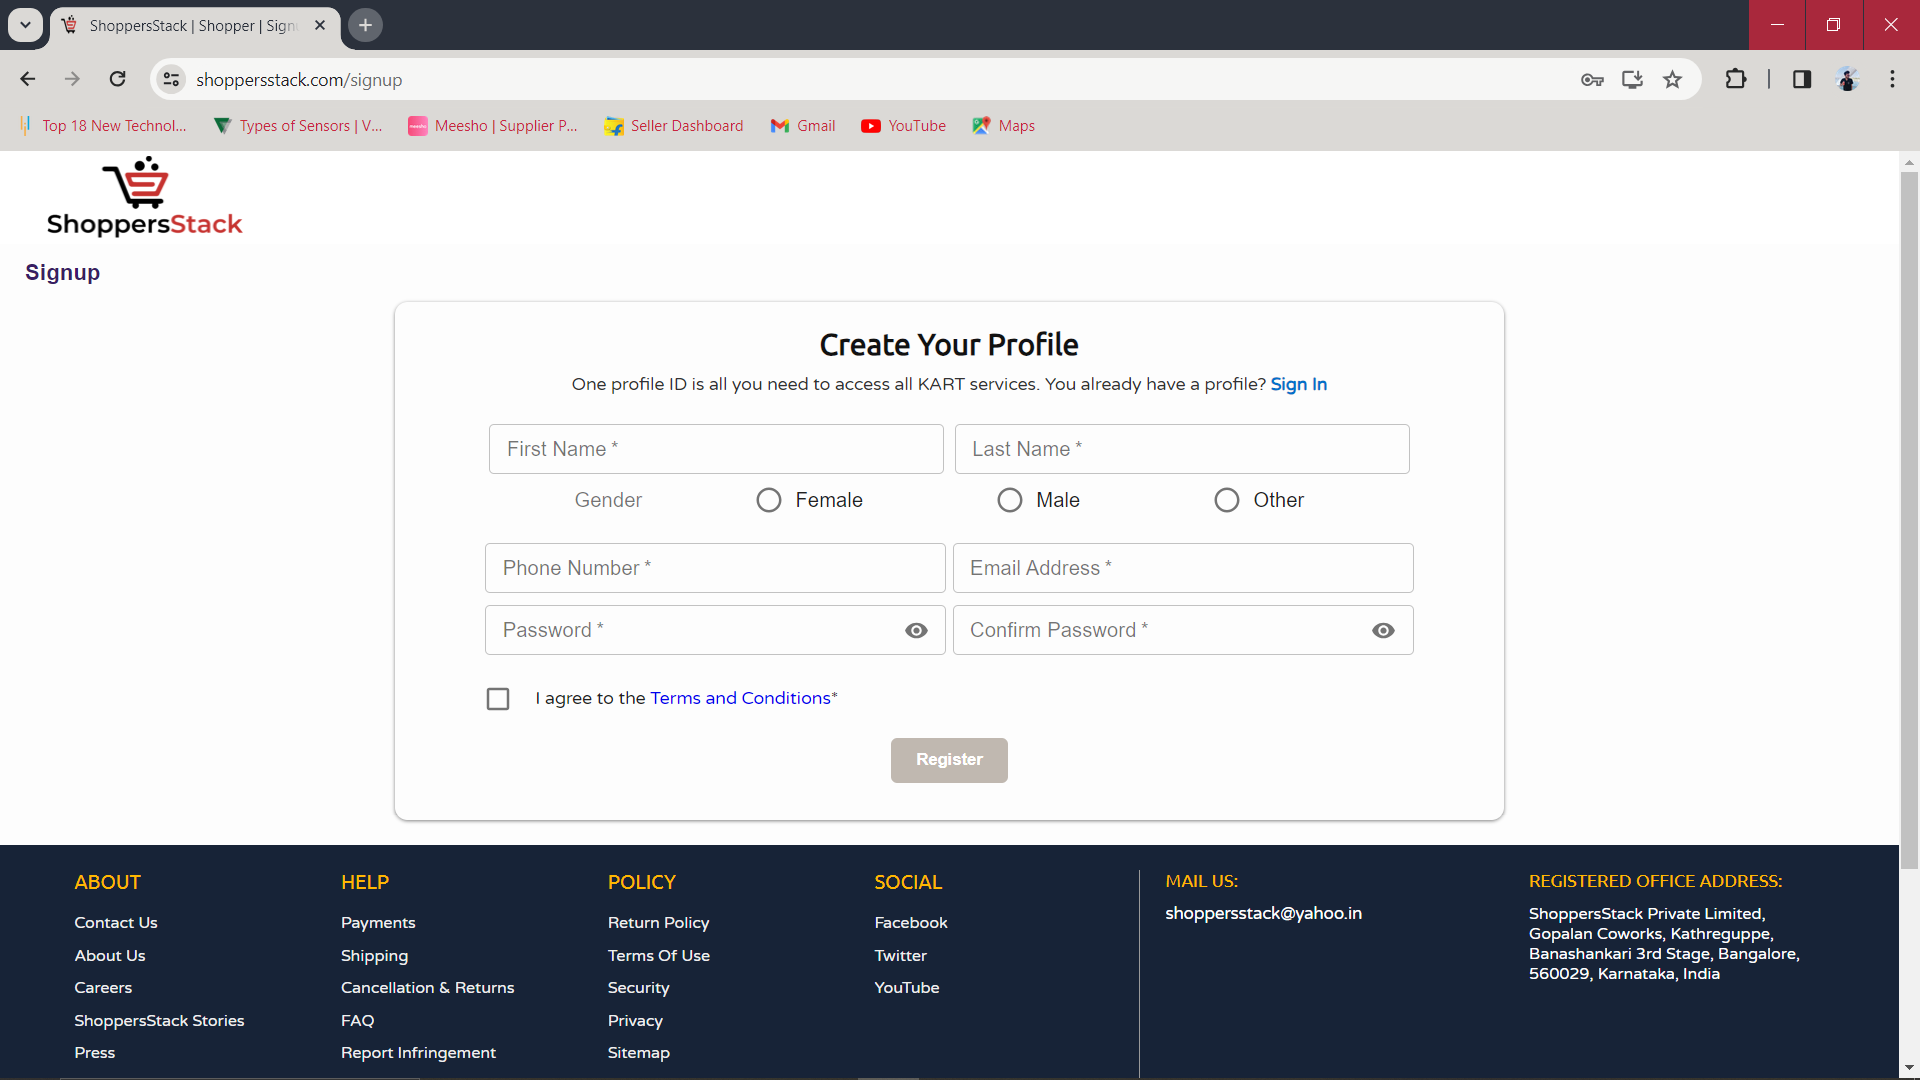 ShoppersStack | Shopper | Sign
shoppersstack.com/signup
Top 18 New Technol...
Types of Sensors | V...
Meesho | Supplier P...
Seller Dashboard
Gmail
YouTube
Maps
ShoppersStack
Signup
Create Your Profile
One profile ID is all you need to access all KART services. You already have a profile? Sign In
First Name *
Last Name *
Gender
Female
Male
Other
Phone Number *
Email Address *
Password *
Confirm Password *
I agree to the Terms and Conditions*
Register
ABOUT
Contact Us
About Us
Careers
ShoppersStack Stories
Press
HELP
Payments
Shipping
Cancellation & Returns
FAQ
Report Infringement
POLICY
Return Policy
Terms Of Use
Security
Privacy
Sitemap
SOCIAL
Facebook
Twitter
YouTube
MAIL US:
shoppersstack@yahoo.in
REGISTERED OFFICE ADDRESS:
ShoppersStack Private Limited,
Gopalan Coworks, Kathreguppe,
Banashankari 3rd Stage, Bangalore,
560029, Karnataka, India